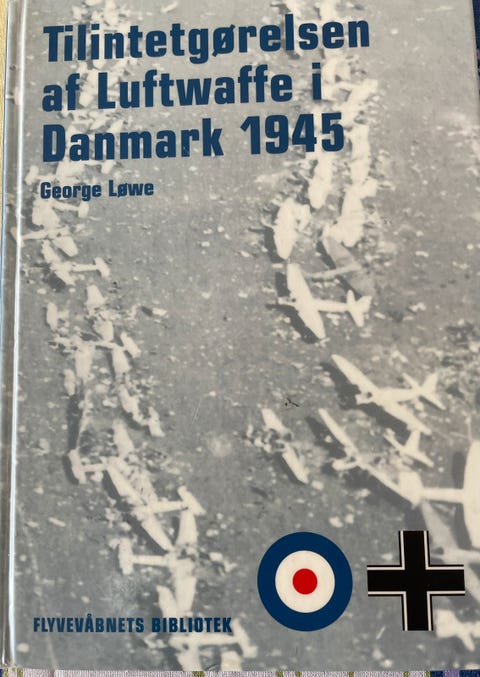 Tilintetgørelsen
af Luftwaffe i
Danmark 1945
George Løwe
FLYVEVÅBNETS BIBLIOTEK